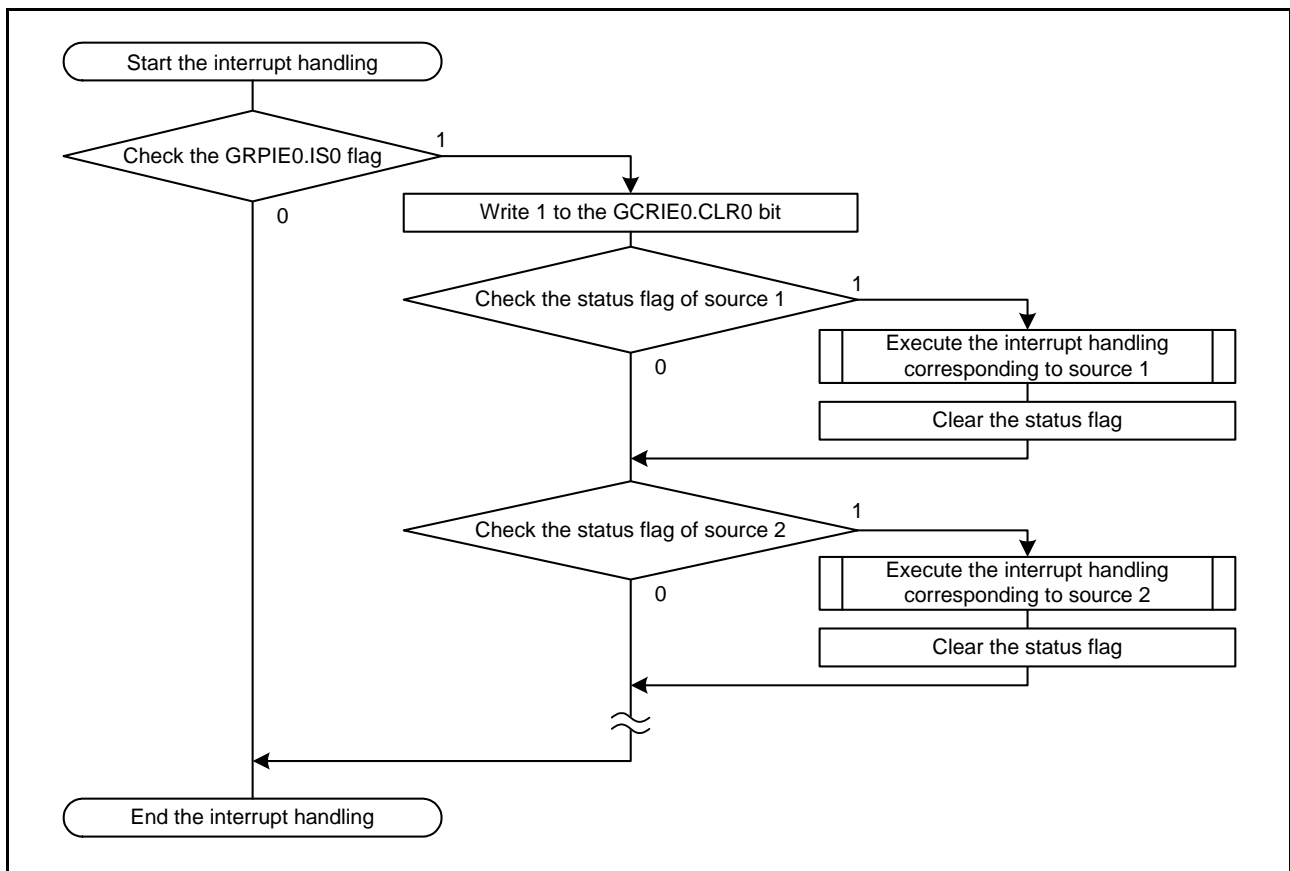 Start the interrupt handling
Check the GRPIE0.IS0 flag
1
0
Write 1 to the GCRIE0.CLR0 bit
Check the status flag of source 1
1
0
Execute the interrupt handling
corresponding to source 1
Clear the status flag
Check the status flag of source 2
1
0
Execute the interrupt handling
corresponding to source 2
Clear the status flag
End the interrupt handling